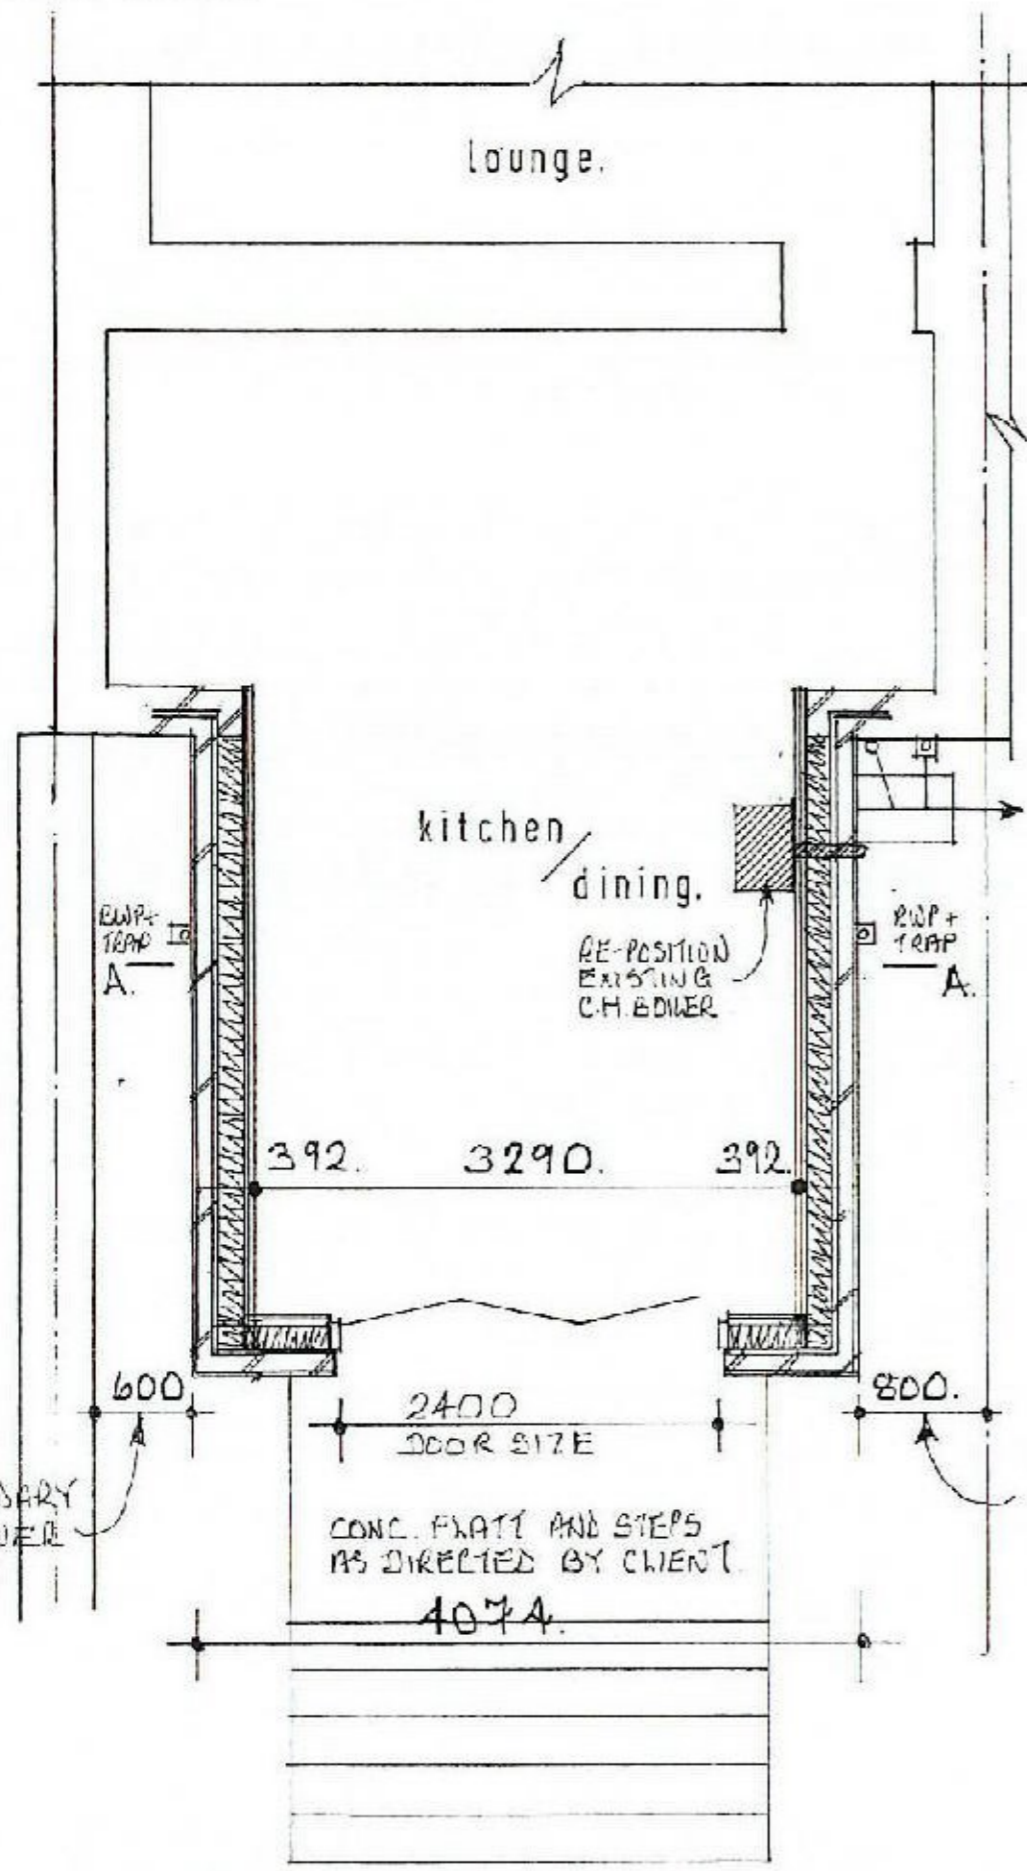 lounge.
kitchen /
dining.
RWP+
TRAP
A.
RE-POSITION
EXISTING
C.H. BOILER
RWP+
TRAP
A.
392.
3290.
392.
600
2400
DOOR SIZE
800.
CONC. FLATT AND STEPS
AS DIRECTED BY CLIENT.
4074.